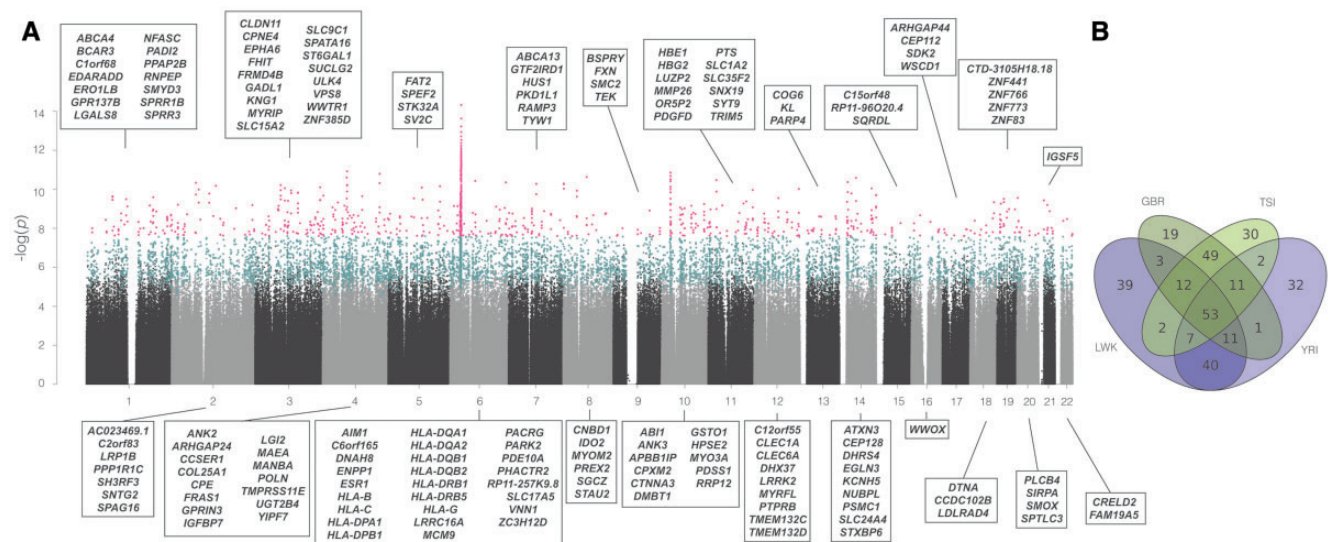 A
B
ABCA4 NFASC
BCAR3 PADI2
C1orf68 PPAP2B
EDARADD RNPEP
ERO1LB SMYD3
GPR137B SPRR1B
LGALS8 SPRR3
CLDN11 SLC9C1
CPNE4 SPATA16
EPHA6 ST6GAL1
FHIT SUCLG2
FRMD4B ULK4
GADL1 VPS8
KNG1 WWTR1
MYRIP ZNF385D
SLC15A2
FAT2
SPEF2
STK32A
SV2C
ABCA13
GTF2IRD1
HUS1
PKD1L1
RAMP3
TYW1
BSPRY
FXN
SMC2
TEK
HBE1 PTS
HBG2 SLC1A2
LUZP2 SLC35F2
MMP26 SNX19
OR5P2 SYT9
PDGFD TRIM5
COG6
KL
PARP4
C15orf48
RP11-96O20.4
SQRDL
ARHGAP44
CEP112
SDK2
WSCD1
CTD-3105H18.18
ZNF441
ZNF766
ZNF773
ZNF83
IGSF5
-log(p)
14
12
10
8
6
4
2
0
1 2 3 4 5 6 7 8 9 10 11 12 13 14 15 16 17 18 19 20 21 22
AC023469.1
C2orf83
LRP1B
PPP1R1C
SH3RF3
SNTG2
SPAG16
ANK2 LGI2
ARHGAP24 MAEA
CCSER1 MANBA
COL25A1 POLN
CPE TMPRSS11E
FRAS1 UGT2B4
GPRIN3 YIPF7
IGFBP7
AIM1 HLA-DQA1 PACRG
C6orf165 HLA-DQA2 PARK2
DNAH8 HLA-DQB1 PDE10A
ENPP1 HLA-DQB2 PHACTR2
ESR1 HLA-DRB1 RP11-257K9.8
HLA-B HLA-DRB5 SLC17A5
HLA-C HLA-G VNN1
HLA-DPA1 LRRC16A ZC3H12D
HLA-DPB1 MCM9
CNBD1
IDO2
MYOM2
PREX2
SGCZ
STAU2
ABI1 GSTO1
ANK3 HPSE2
APBB1IP MYO3A
CPXM2 PDSS1
CTNNA3 RRP12
DMBT1
C12orf55
CLEC1A
CLEC6A
DHX37
LRRK2
MYRFL
PTPRB
TMEM132C
TMEM132D
ATXN3
CEP128
DHRS4
EGLN3
KCNH5
NUBPL
PSMC1
SLC24A4
STXBP6
WWOX
DTNA
CCDC102B
LDLRAD4
PLCB4
SIRPA
SMOX
SPTLC3
CRELD2
FAM19A5
GBR TSI
19 30
3 49 2
39 12 11 32
53
2 7 11 1
LWK YRI
40